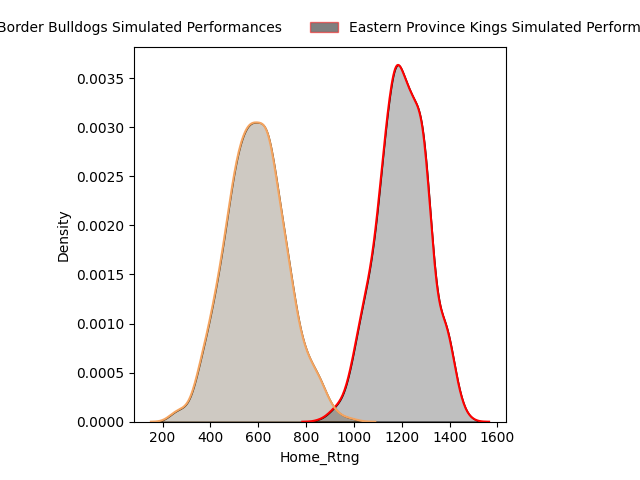 Border Bulldogs Simulated Performances
Eastern Province Kings Simulated Perform
0.0035
0.0030
0.0025
0.0020
0.0015
0.0010
0.0005
0.0000
Density
200 400 600 800 1000 1200 1400 1600
Home_Rtng